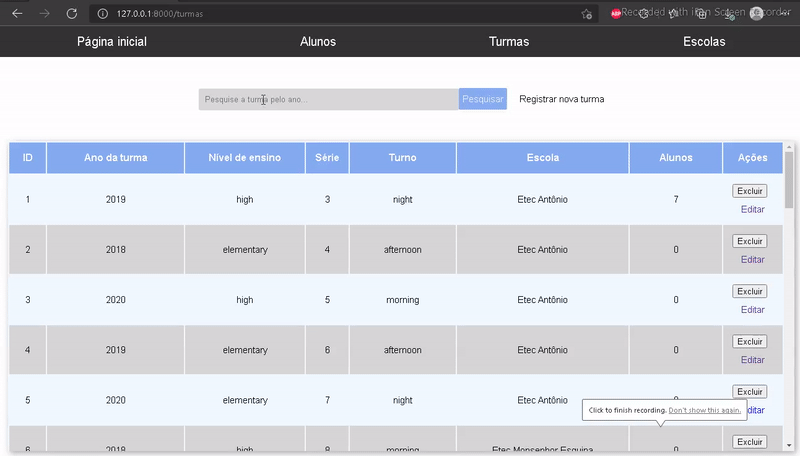 127.0.0.1:8000/turmas
Recorded with iFun Screen Recorder
Página inicial Alunos Turmas Escolas
Pesquise a turma pelo ano... Pesquisar Registrar nova turma
ID Ano da turma Nível de ensino Série Turno Escola Alunos Ações
1 2019 high 3 night Etec Antônio 7 Excluir
Editar
2 2018 elementary 4 afternoon Etec Antônio 0 Excluir
Editar
3 2020 high 5 morning Etec Antônio 0 Excluir
Editar
4 2019 elementary 6 afternoon Etec Antônio 0 Excluir
Editar
5 2020 elementary 7 night Etec Antônio 0 Excluir
Click to finish recording. Don't show this again. Editar
6 2018 high 8 morning Etec Monsenhor Esquina 0 Excluir